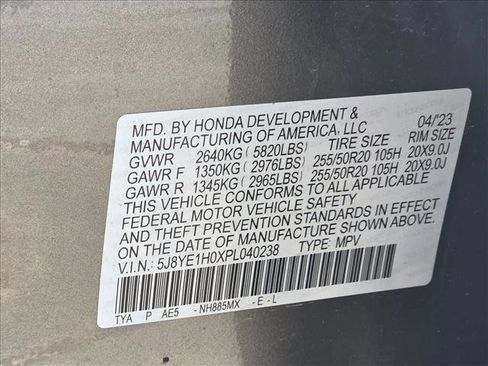 MFD. BY HONDA DEVELOPMENT & 04/'23
MANUFACTURING OF AMERICA, LLC
GVWR 2640KG (5820LBS) TIRE SIZE RIM SIZE
GAWR F 1350KG (2976LBS) 255/50R20 105H 20X9.0J
GAWR R 1345KG (2965LBS) 255/50R20 105H 20X9.0J
THIS VEHICLE CONFORMS TO ALL APPLICABLE
FEDERAL MOTOR VEHICLE SAFETY
AND THEFT PREVENTION STANDARDS IN EFFECT
ON THE DATE OF MANUFACTURE SHOWN ABOVE.
V.I.N.: 5J8YE1H0XPL040238 TYPE: MPV
TYA P AE5 -NH885MX -E-L